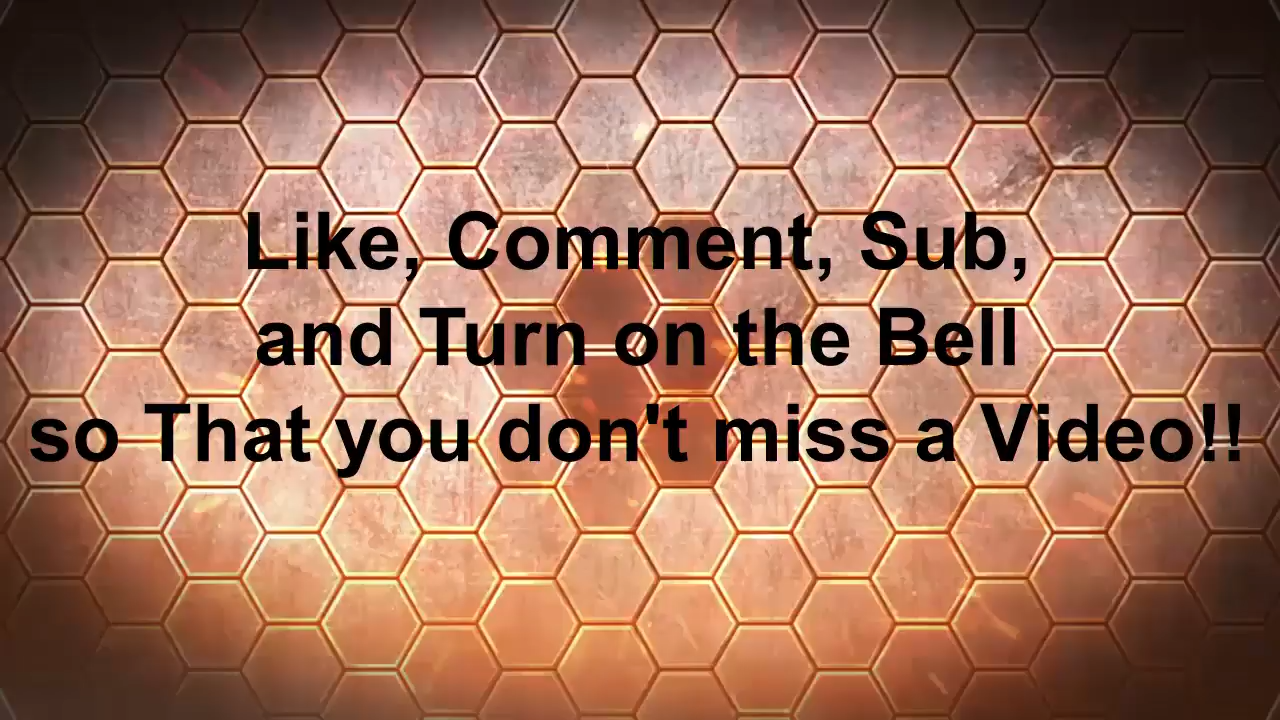 Like, Comment, Sub,
and Turn on the Bell
so That you don't miss a Video!!